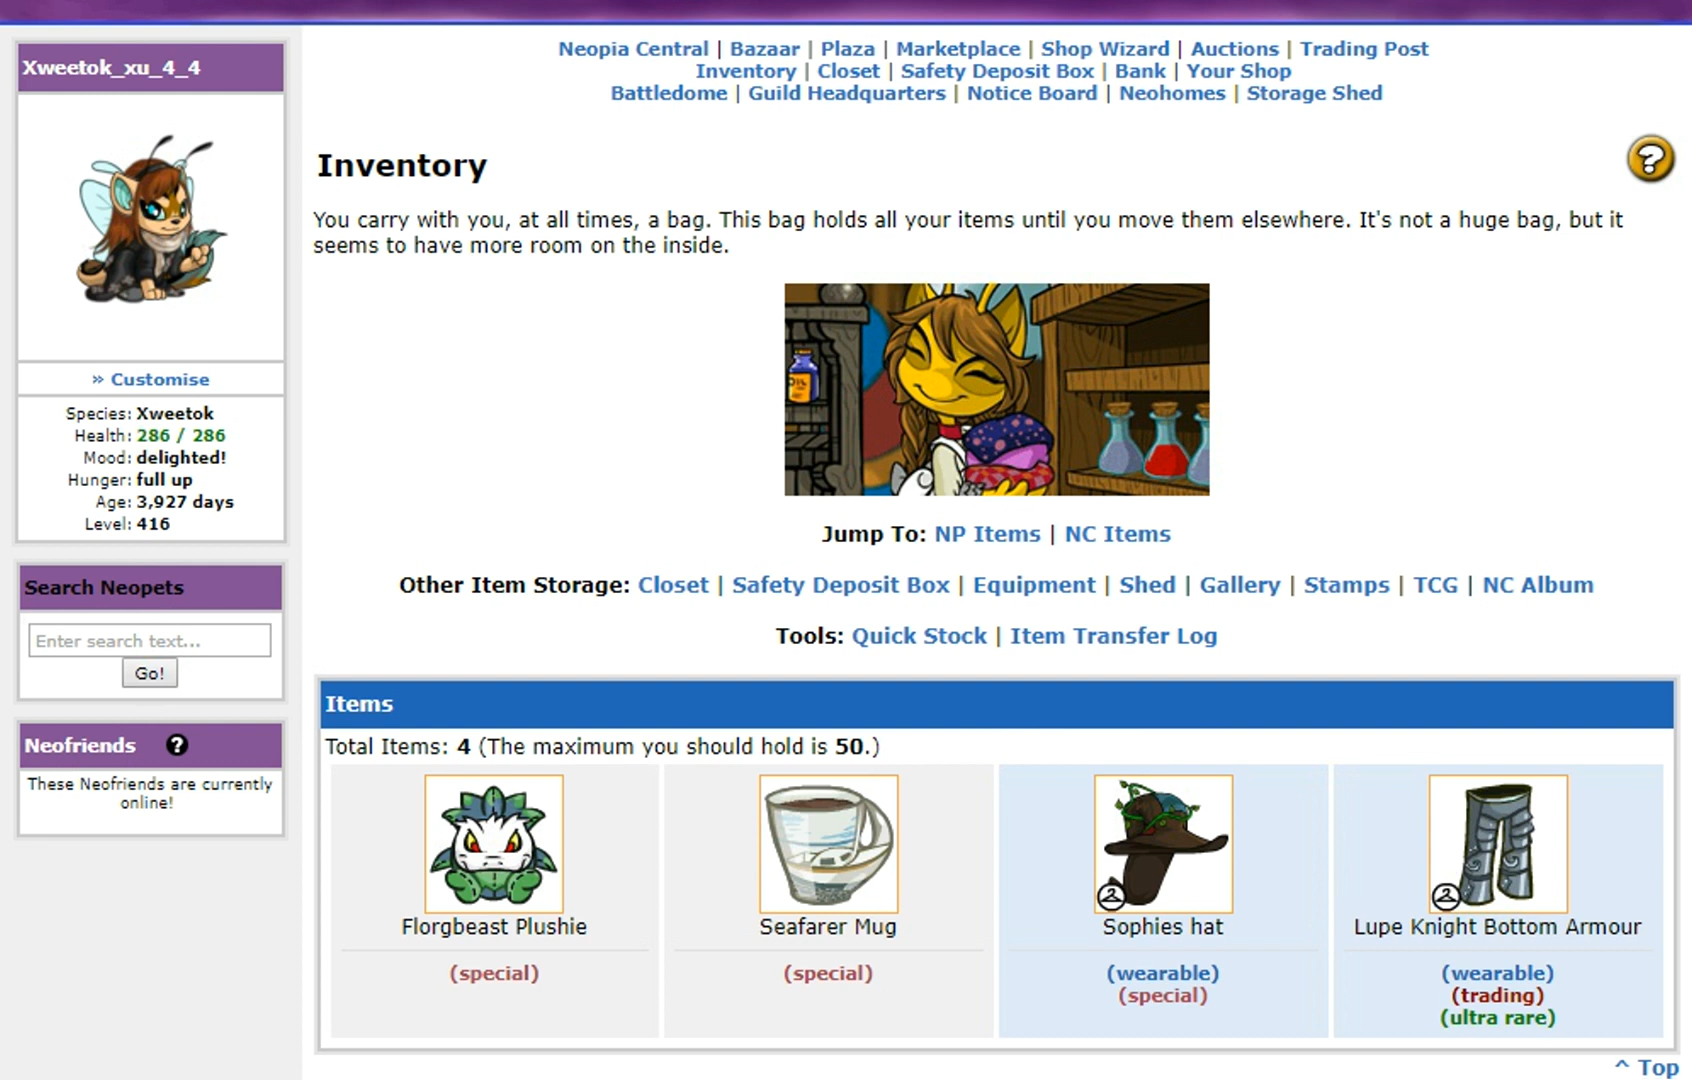 Xweetok_xu_4_4
» Customise
Species: Xweetok
Health: 286 / 286
Mood: delighted!
Hunger: full up
Age: 3,927 days
Level: 416
Search Neopets
Enter search text...
Go!
Neofriends ?
These Neofriends are currently
online!
Neopia Central | Bazaar | Plaza | Marketplace | Shop Wizard | Auctions | Trading Post
Inventory | Closet | Safety Deposit Box | Bank | Your Shop
Battledome | Guild Headquarters | Notice Board | Neohomes | Storage Shed
Inventory
?
You carry with you, at all times, a bag. This bag holds all your items until you move them elsewhere. It's not a huge bag, but it
seems to have more room on the inside.
OIL
Jump To: NP Items | NC Items
Other Item Storage: Closet | Safety Deposit Box | Equipment | Shed | Gallery | Stamps | TCG | NC Album
Tools: Quick Stock | Item Transfer Log
Items
Total Items: 4 (The maximum you should hold is 50.)
Florgbeast Plushie
(special)
Seafarer Mug
(special)
Sophies hat
(wearable)
(special)
Lupe Knight Bottom Armour
(wearable)
(trading)
(ultra rare)
^ Top